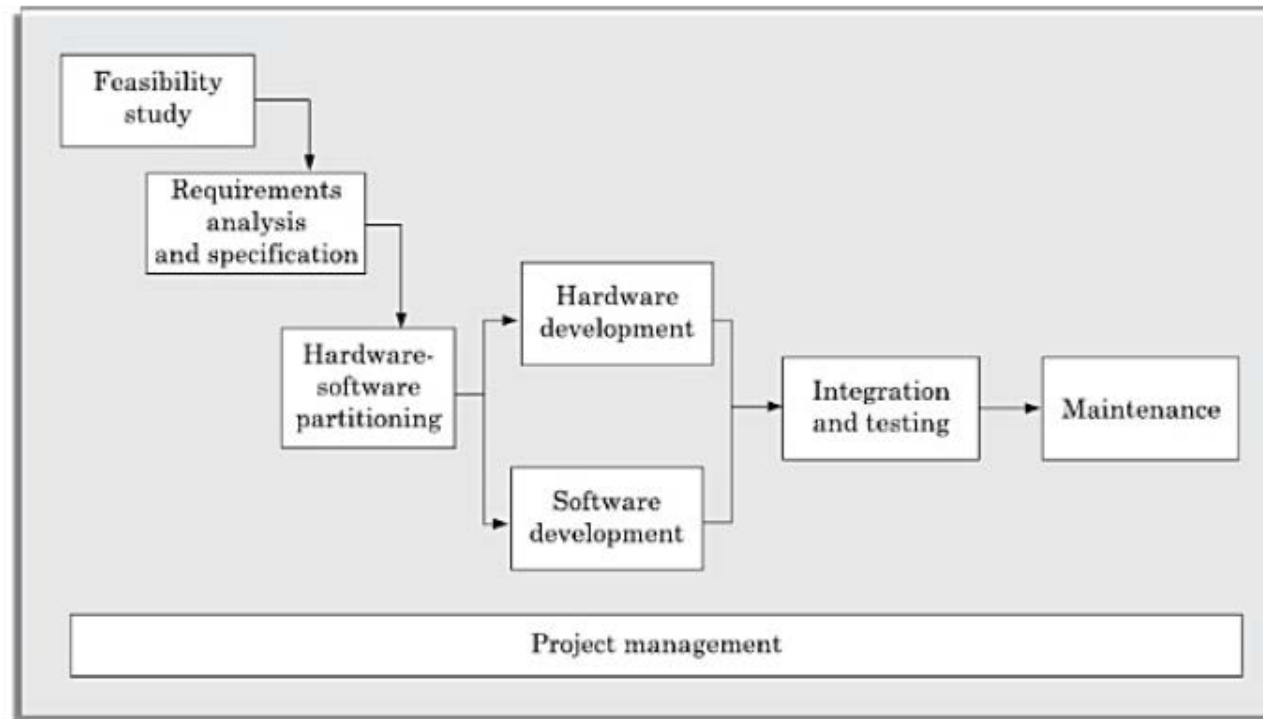 Feasibility
study
Requirements
analysis
and specification
Hardware-
software
partitioning
Hardware
development
Software
development
Integration
and testing
Maintenance
Project management